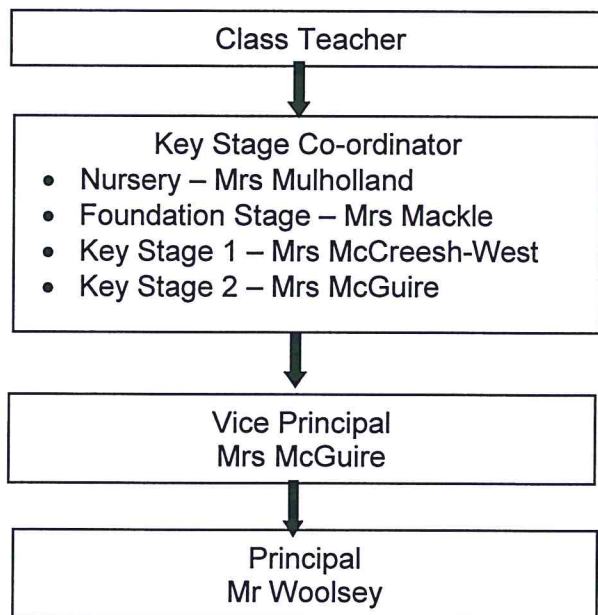 Class Teacher
Key Stage Co-ordinator
• Nursery – Mrs Mulholland
• Foundation Stage – Mrs Mackle
• Key Stage 1 – Mrs McCreesh-West
• Key Stage 2 – Mrs McGuire
Vice Principal
Mrs McGuire
Principal
Mr Woolsey